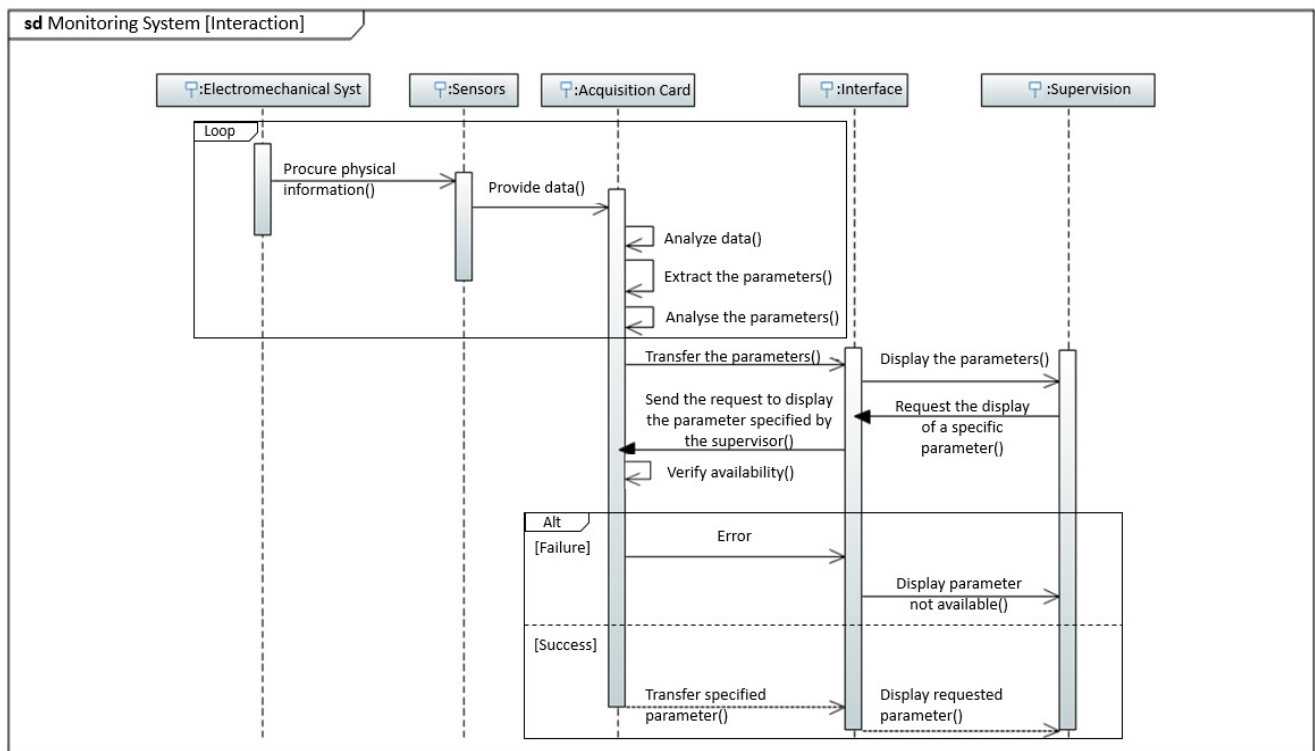 sd Monitoring System [Interaction]
:Electromechanical Syst
:Sensors
:Acquisition Card
:Interface
:Supervision
Loop
Procure physical
information()
Provide data()
Analyze data()
Extract the parameters()
Analyse the parameters()
Transfer the parameters()
Display the parameters()
Send the request to display
the parameter specified by
the supervisor()
Request the display
of a specific
parameter()
Verify availability()
Alt
[Failure]
Error
Display parameter
not available()
[Success]
Transfer specified
parameter()
Display requested
parameter()